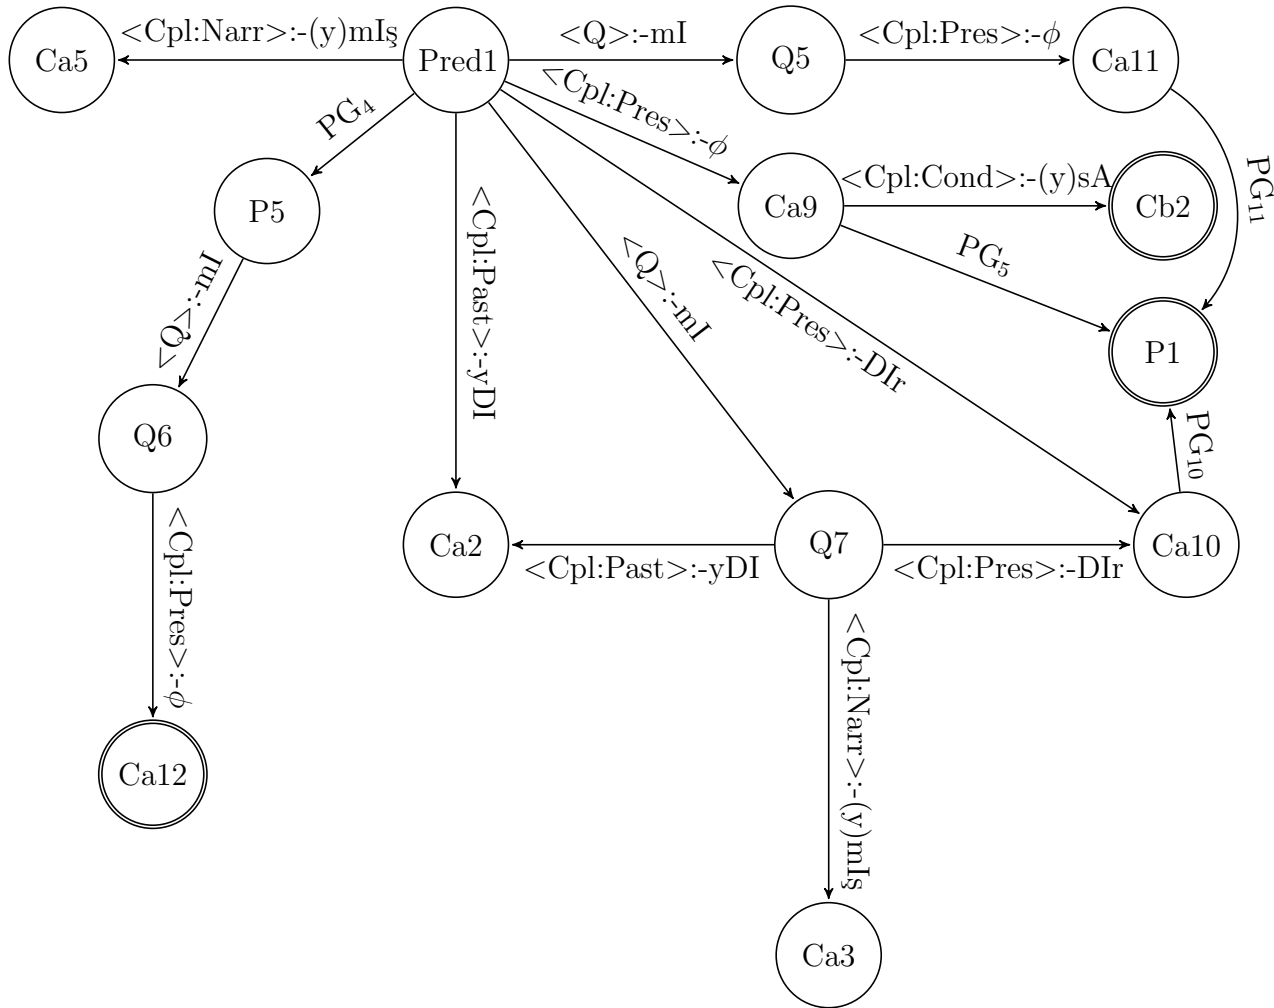 <Cpl:Narr>:-(y)mIş
<Q>:-mI
<Cpl:Pres>:-ϕ
Ca5
Pred1
Q5
Ca11
PG₄
<Cpl:Pres>:-ϕ
PG₁₁
P5
<Cpl:Past>:-yDI
<Q>:-mI
<Cpl:Pres>:-DIr
Ca9
<Cpl:Cond>:-(y)sA
Cb2
PG₅
<Q>:-mI
P1
Q6
PG₁₀
<Cpl:Pres>:-ϕ
Ca2
<Cpl:Past>:-yDI
Q7
<Cpl:Pres>:-DIr
Ca10
<Cpl:Narr>:-(y)mIş
Ca12
Ca3